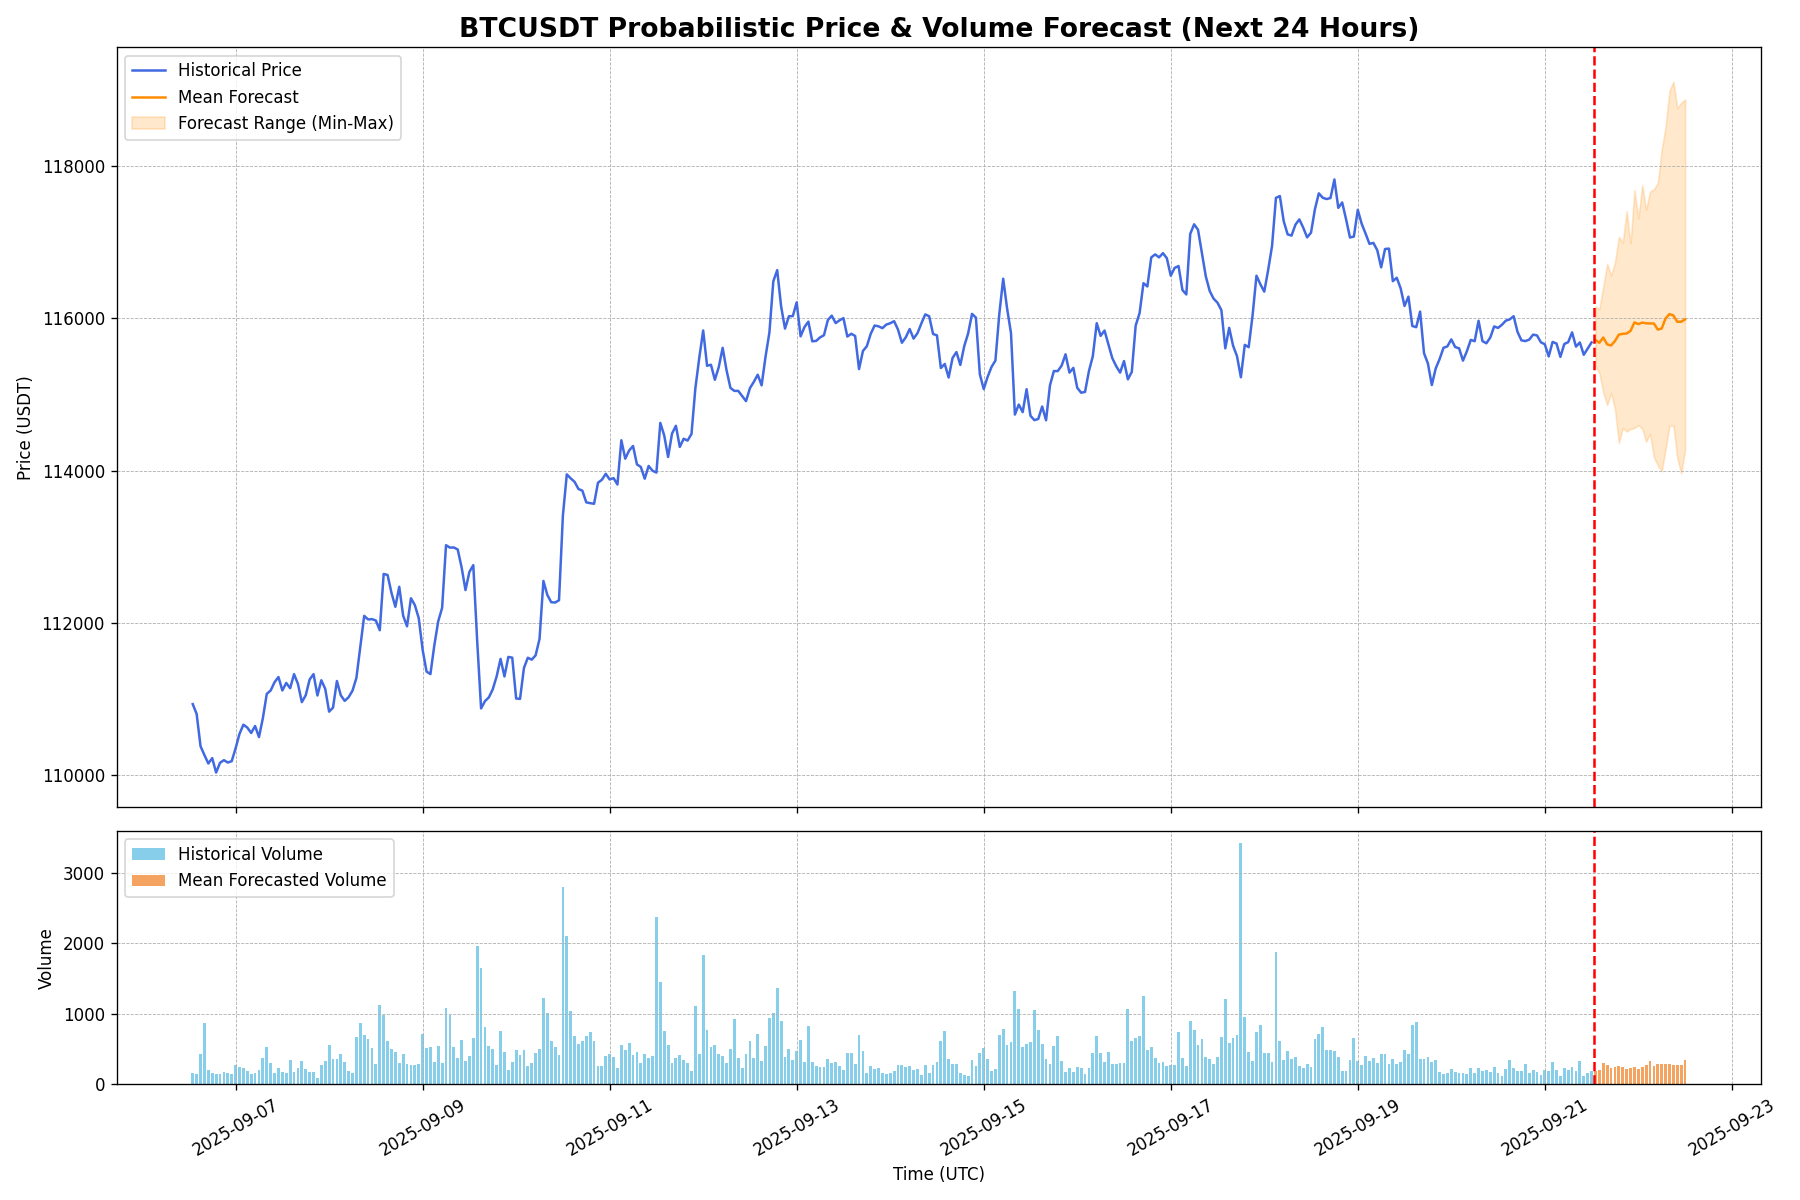 BTCUSDT Probabilistic Price & Volume Forecast (Next 24 Hours)
Historical Price
Mean Forecast
Forecast Range (Min-Max)
Price (USDT)
118000
116000
114000
112000
110000
Historical Volume
Mean Forecasted Volume
Volume
3000
2000
1000
0
2025-09-07
2025-09-09
2025-09-11
2025-09-13
2025-09-15
2025-09-17
2025-09-19
2025-09-21
2025-09-23
Time (UTC)